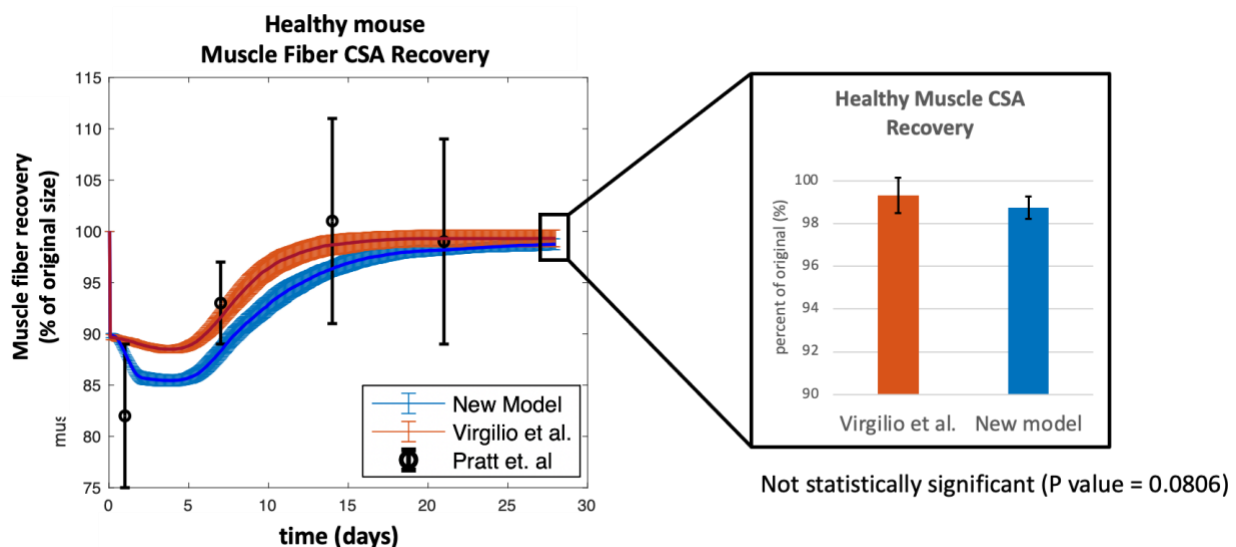 Healthy mouse
Muscle Fiber CSA Recovery
Muscle fiber recovery
(% of original size)
115
110
105
100
95
90
85
80
75
mus
0
5
10
15
20
25
30
time (days)
New Model
Virgilio et al.
Pratt et. al
Healthy Muscle CSA
Recovery
percent of original (%)
100
98
96
94
92
90
Virgilio et al.
New model
Not statistically significant (P value = 0.0806)